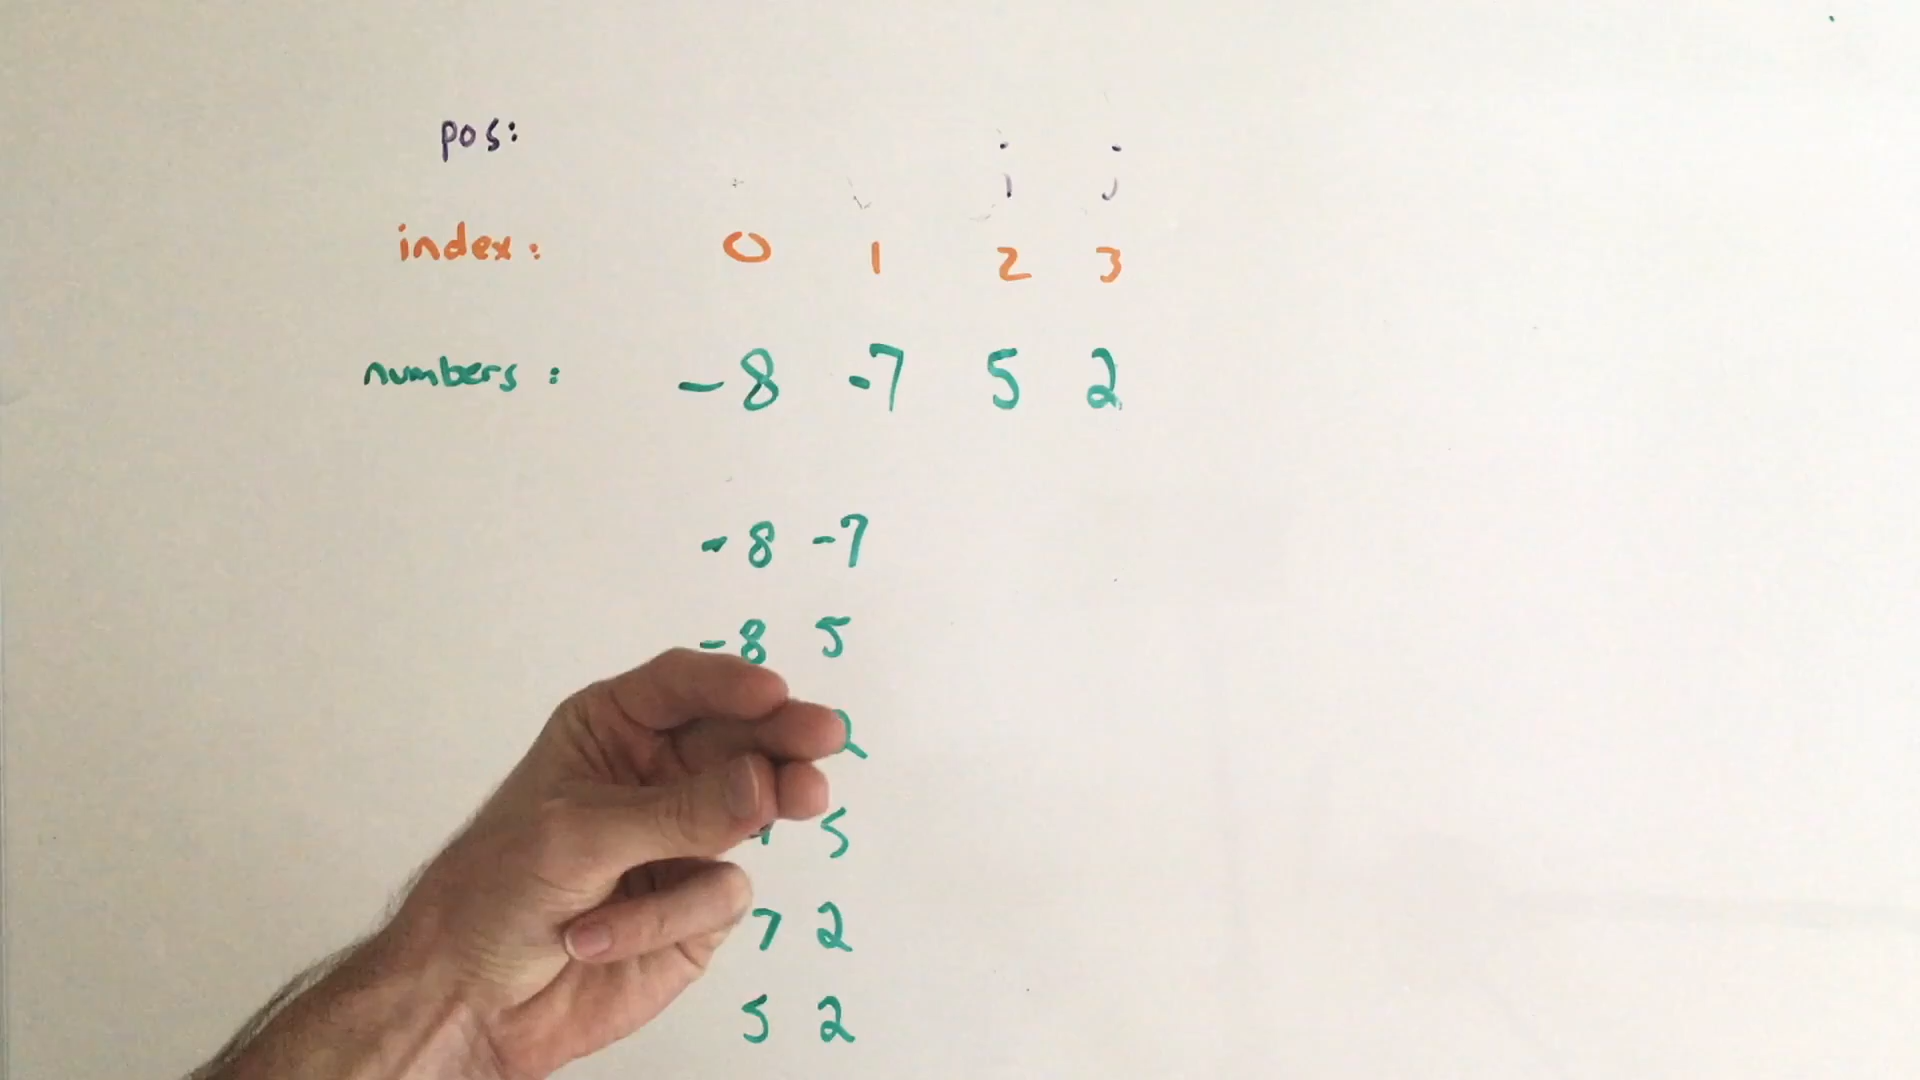 pos: i j
index: 0 1 2 3
numbers: -8 -7 5 2
-8 -7
-8 5
2
5
7 2
5 2